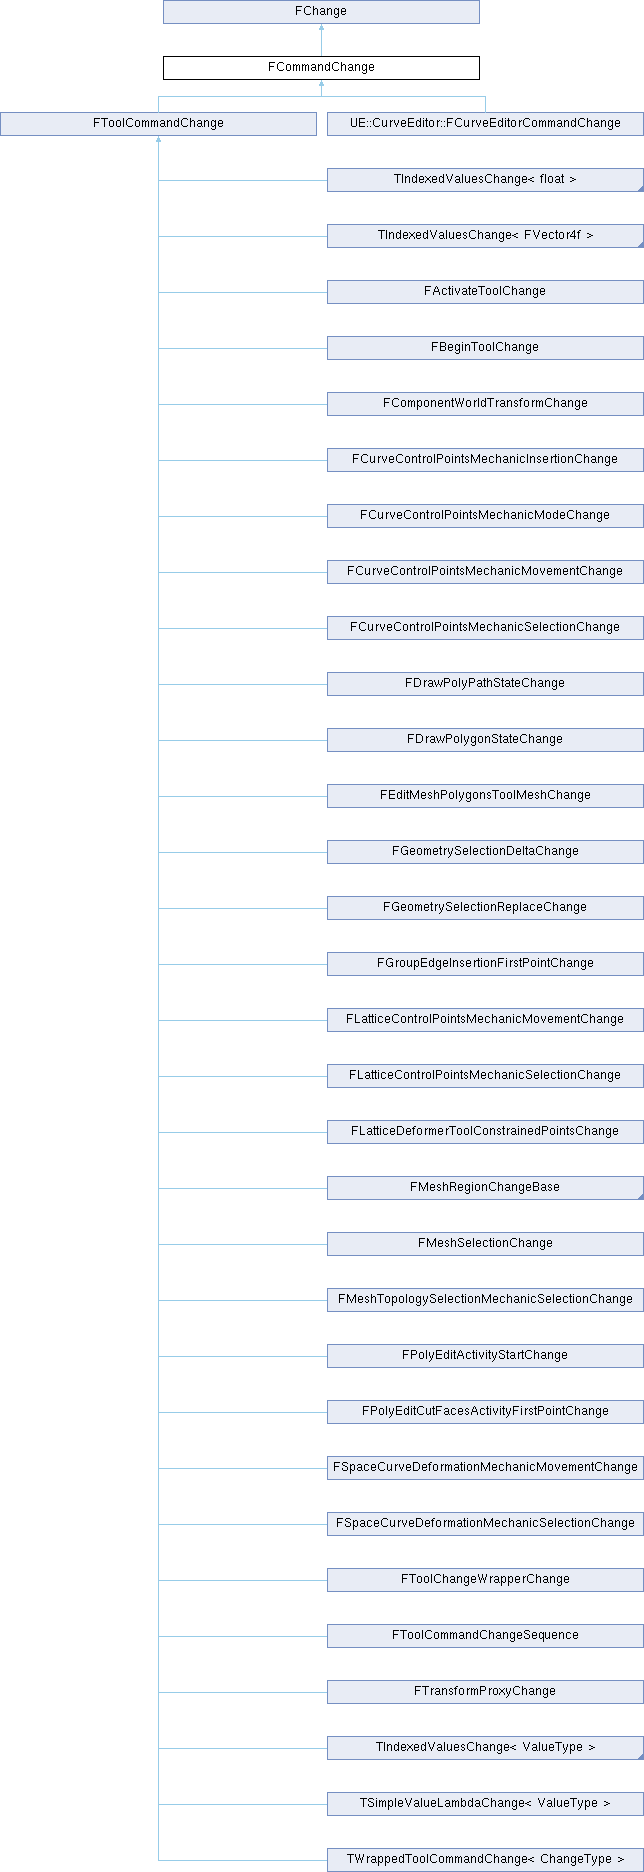 FChange
FCommandChange
FToolCommandChange
UE::CurveEditor::FCurveEditorCommandChange
TIndexedValuesChange< float >
TIndexedValuesChange< FVector4f >
FActivateToolChange
FBeginToolChange
FComponentWorldTransformChange
FCurveControlPointsMechanicInsertionChange
FCurveControlPointsMechanicModeChange
FCurveControlPointsMechanicMovementChange
FCurveControlPointsMechanicSelectionChange
FDrawPolyPathStateChange
FDrawPolygonStateChange
FEditMeshPolygonsToolMeshChange
FGeometrySelectionDeltaChange
FGeometrySelectionReplaceChange
FGroupEdgeInsertionFirstPointChange
FLatticeControlPointsMechanicMovementChange
FLatticeControlPointsMechanicSelectionChange
FLatticeDeformerToolConstrainedPointsChange
FMeshRegionChangeBase
FMeshSelectionChange
FMeshTopologySelectionMechanicSelectionChange
FPolyEditActivityStartChange
FPolyEditCutFacesActivityFirstPointChange
FSpaceCurveDeformationMechanicMovementChange
FSpaceCurveDeformationMechanicSelectionChange
FToolChangeWrapperChange
FToolCommandChangeSequence
FTransformProxyChange
TIndexedValuesChange< ValueType >
TSimpleValueLambdaChange< ValueType >
TWrappedToolCommandChange< ChangeType >